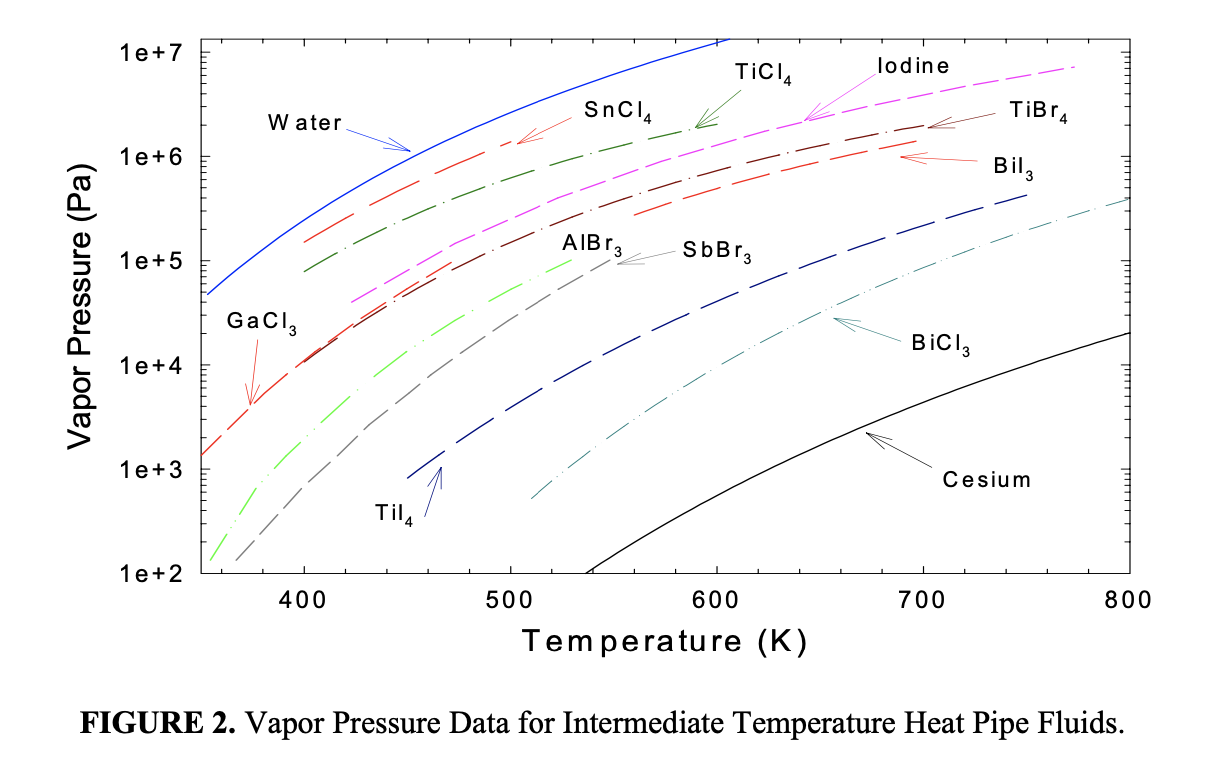 1e+7
TiCl4
Iodine
SnCl4
TiBr4
Water
1e+6
BiI3
Vapor Pressure (Pa)
AlBr3
SbBr3
1e+5
GaCl3
BiCl3
1e+4
1e+3
Cesium
TiI4
1e+2
400 500 600 700 800
Temperature (K)
FIGURE 2. Vapor Pressure Data for Intermediate Temperature Heat Pipe Fluids.